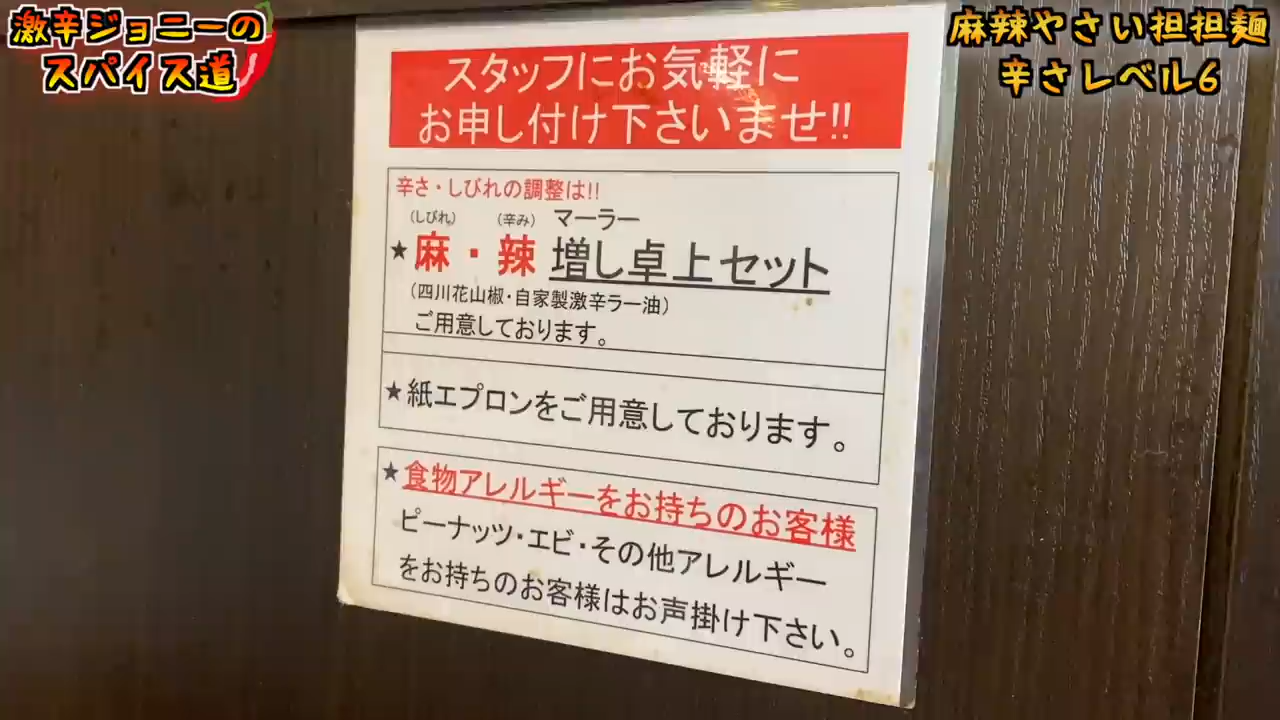 激辛ジョニーの
スパイス道
麻辣やさい担担麺
辛さレベル6
スタッフにお気軽に
お申し付け下さいませ!!
辛さ・しびれの調整は!!
(しびれ) (辛み) マーラー
★麻・辣 増し卓上セット
(四川花山椒・自家製激辛ラー油)
ご用意しております。
★紙エプロンをご用意しております。
★食物アレルギーをお持ちのお客様
ピーナッツ・エビ・その他アレルギー
をお持ちのお客様はお声掛け下さい。